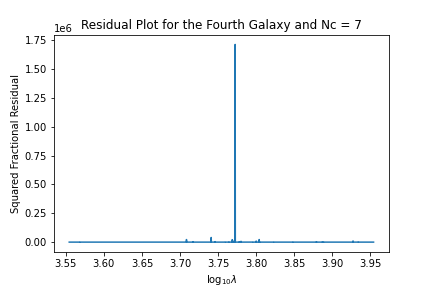 Residual Plot for the Fourth Galaxy and Nc = 7
1e6
1.75
1.50
1.25
1.00
0.75
0.50
0.25
0.00
Squared Fractional Residual
3.55 3.60 3.65 3.70 3.75 3.80 3.85 3.90 3.95
log₁₀λ